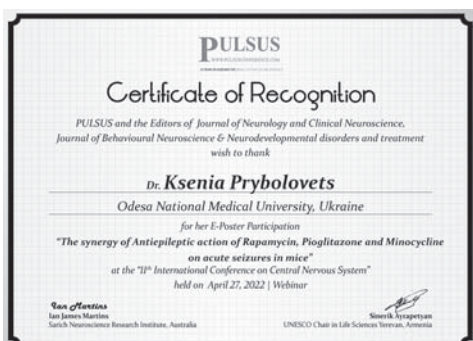 PULSUS
WWW.PULSUSCONFERENCE.COM
Certificate of Recognition
PULSUS and the Editors of Journal of Neurology and Clinical Neuroscience,
Journal of Behavioural Neuroscience & Neurodevelopmental disorders and treatment
wish to thank
Dr. Ksenia Prybolovets
Odesa National Medical University, Ukraine
for her E-Poster Participation
"The synergy of Antiepileptic action of Rapamycin, Pioglitazone and Minocycline
on acute seizures in mice"
at the "IIth International Conference on Central Nervous System"
held on April 27, 2022 | Webinar
Ian Martins
Ian James Martins
Sarich Neuroscience Research Institute, Australia
Sinerik Ayrapetyan
UNESCO Chair in Life Sciences Yerevan, Armenia